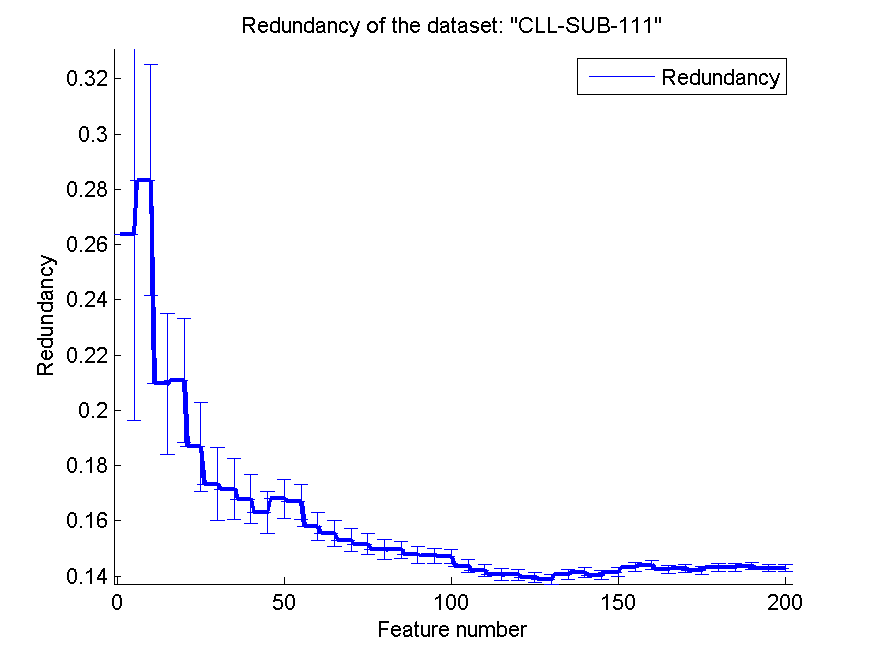 Redundancy of the dataset: "CLL-SUB-111"
Redundancy
0.32
0.3
0.28
0.26
0.24
0.22
0.2
0.18
0.16
0.14
Redundancy
0 50 100 150 200
Feature number